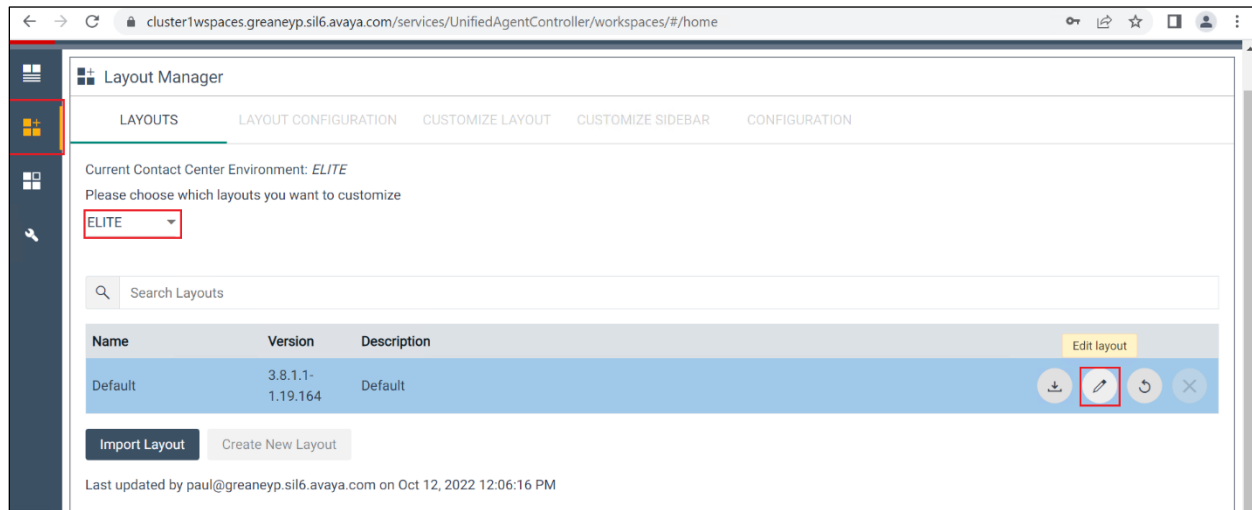 cluster1wspaces.greaneyp.sil6.avaya.com/services/UnifiedAgentController/workspaces/#/home
Layout Manager
LAYOUTS LAYOUT CONFIGURATION CUSTOMIZE LAYOUT CUSTOMIZE SIDEBAR CONFIGURATION
Current Contact Center Environment: ELITE
Please choose which layouts you want to customize
ELITE
Search Layouts
Name Version Description
Edit layout
Default 3.8.1.1-
1.19.164 Default
Import Layout Create New Layout
Last updated by paul@greaneyp.sil6.avaya.com on Oct 12, 2022 12:06:16 PM